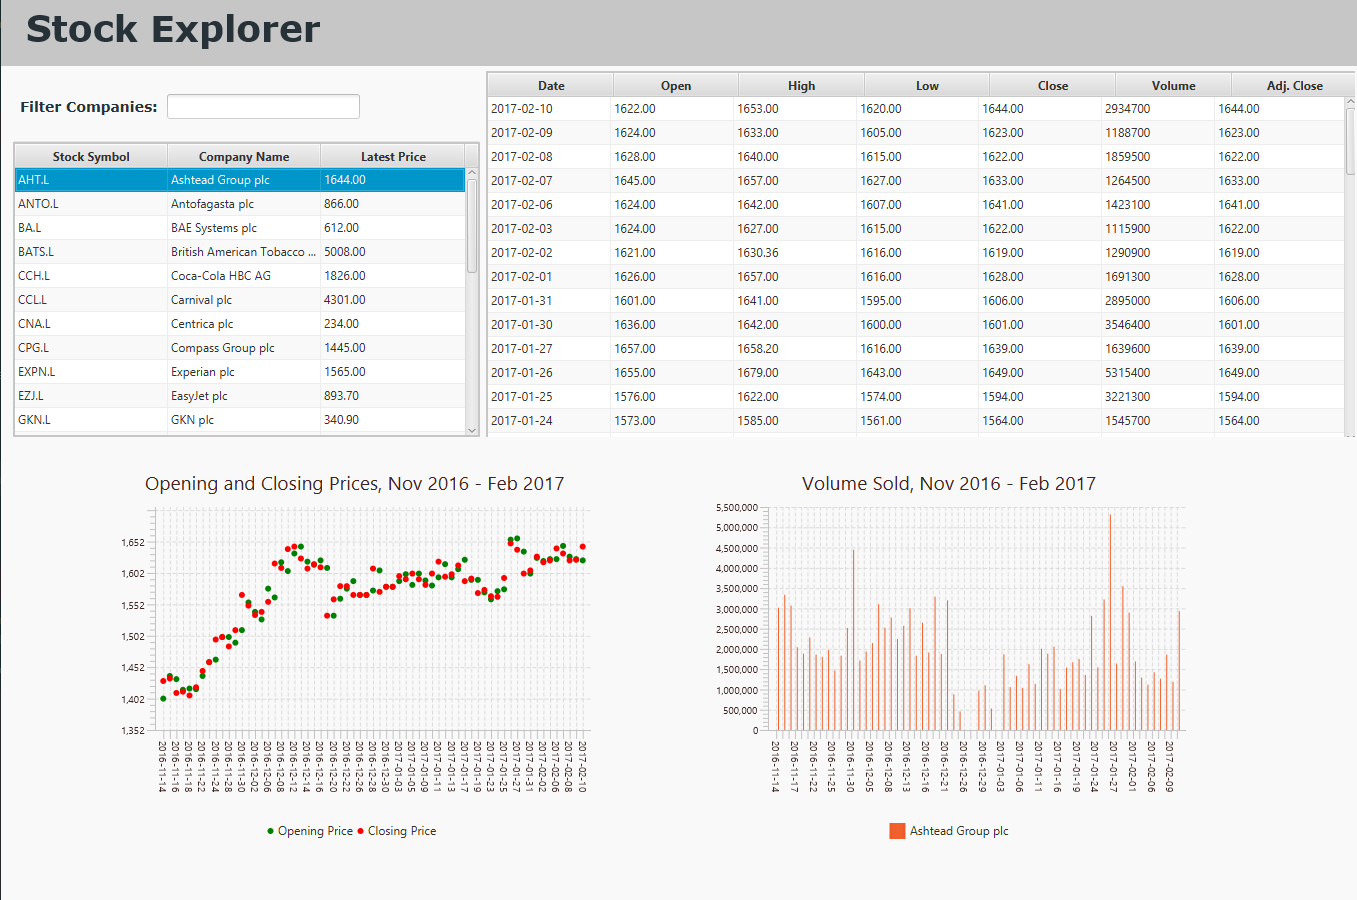 Stock Explorer
Filter Companies:
Stock Symbol Company Name Latest Price
AHT.L Ashtead Group plc 1644.00
ANTO.L Antofagasta plc 866.00
BA.L BAE Systems plc 612.00
BATS.L British American Tobacco ... 5008.00
CCH.L Coca-Cola HBC AG 1826.00
CCL.L Carnival plc 4301.00
CNA.L Centrica plc 234.00
CPG.L Compass Group plc 1445.00
EXPN.L Experian plc 1565.00
EZJ.L EasyJet plc 893.70
GKN.L GKN plc 340.90
Date Open High Low Close Volume Adj. Close
2017-02-10 1622.00 1653.00 1620.00 1644.00 2934700 1644.00
2017-02-09 1624.00 1633.00 1605.00 1623.00 1188700 1623.00
2017-02-08 1628.00 1640.00 1615.00 1622.00 1859500 1622.00
2017-02-07 1645.00 1657.00 1627.00 1633.00 1264500 1633.00
2017-02-06 1624.00 1642.00 1607.00 1641.00 1423100 1641.00
2017-02-03 1624.00 1627.00 1615.00 1622.00 1115900 1622.00
2017-02-02 1621.00 1630.36 1616.00 1619.00 1290900 1619.00
2017-02-01 1626.00 1657.00 1616.00 1628.00 1691300 1628.00
2017-01-31 1601.00 1641.00 1595.00 1606.00 2895000 1606.00
2017-01-30 1636.00 1642.00 1600.00 1601.00 3546400 1601.00
2017-01-27 1657.00 1658.20 1616.00 1639.00 1639600 1639.00
2017-01-26 1655.00 1679.00 1643.00 1649.00 5315400 1649.00
2017-01-25 1576.00 1622.00 1574.00 1594.00 3221300 1594.00
2017-01-24 1573.00 1585.00 1561.00 1564.00 1545700 1564.00
Opening and Closing Prices, Nov 2016 - Feb 2017
1,652
1,602
1,552
1,502
1,452
1,402
1,352
2016-11-14
2016-11-16
2016-11-18
2016-11-22
2016-11-24
2016-11-28
2016-11-30
2016-12-02
2016-12-06
2016-12-08
2016-12-12
2016-12-14
2016-12-16
2016-12-20
2016-12-22
2016-12-26
2016-12-28
2017-01-03
2017-01-05
2017-01-09
2017-01-11
2017-01-13
2017-01-17
2017-01-19
2017-01-23
2017-01-25
2017-01-27
2017-01-31
2017-02-02
2017-02-06
2017-02-08
2017-02-10
Opening Price Closing Price
Volume Sold, Nov 2016 - Feb 2017
5,500,000
5,000,000
4,500,000
4,000,000
3,500,000
3,000,000
2,500,000
2,000,000
1,500,000
1,000,000
500,000
0
2016-11-14
2016-11-17
2016-11-22
2016-11-25
2016-11-30
2016-12-05
2016-12-08
2016-12-13
2016-12-16
2016-12-21
2016-12-26
2016-12-29
2017-01-03
2017-01-06
2017-01-11
2017-01-16
2017-01-19
2017-01-24
2017-01-27
2017-02-01
2017-02-06
2017-02-09
Ashtead Group plc